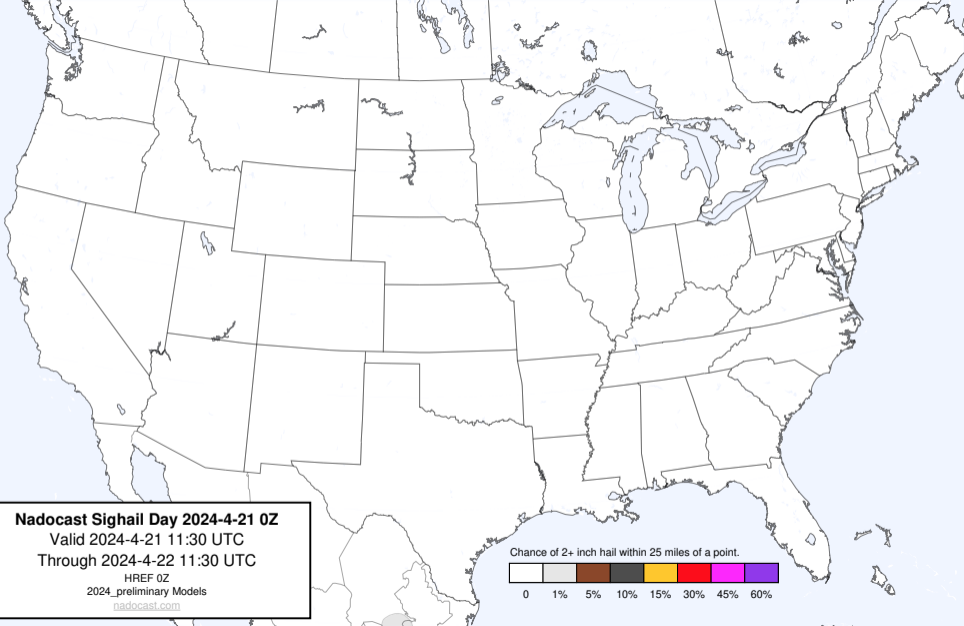 Nadocast Sighail Day 2024-4-21 0Z
Valid 2024-4-21 11:30 UTC
Through 2024-4-22 11:30 UTC
HREF 0Z
2024_preliminary Models
nadocast.com
Chance of 2+ inch hail within 25 miles of a point.
0 1% 5% 10% 15% 30% 45% 60%